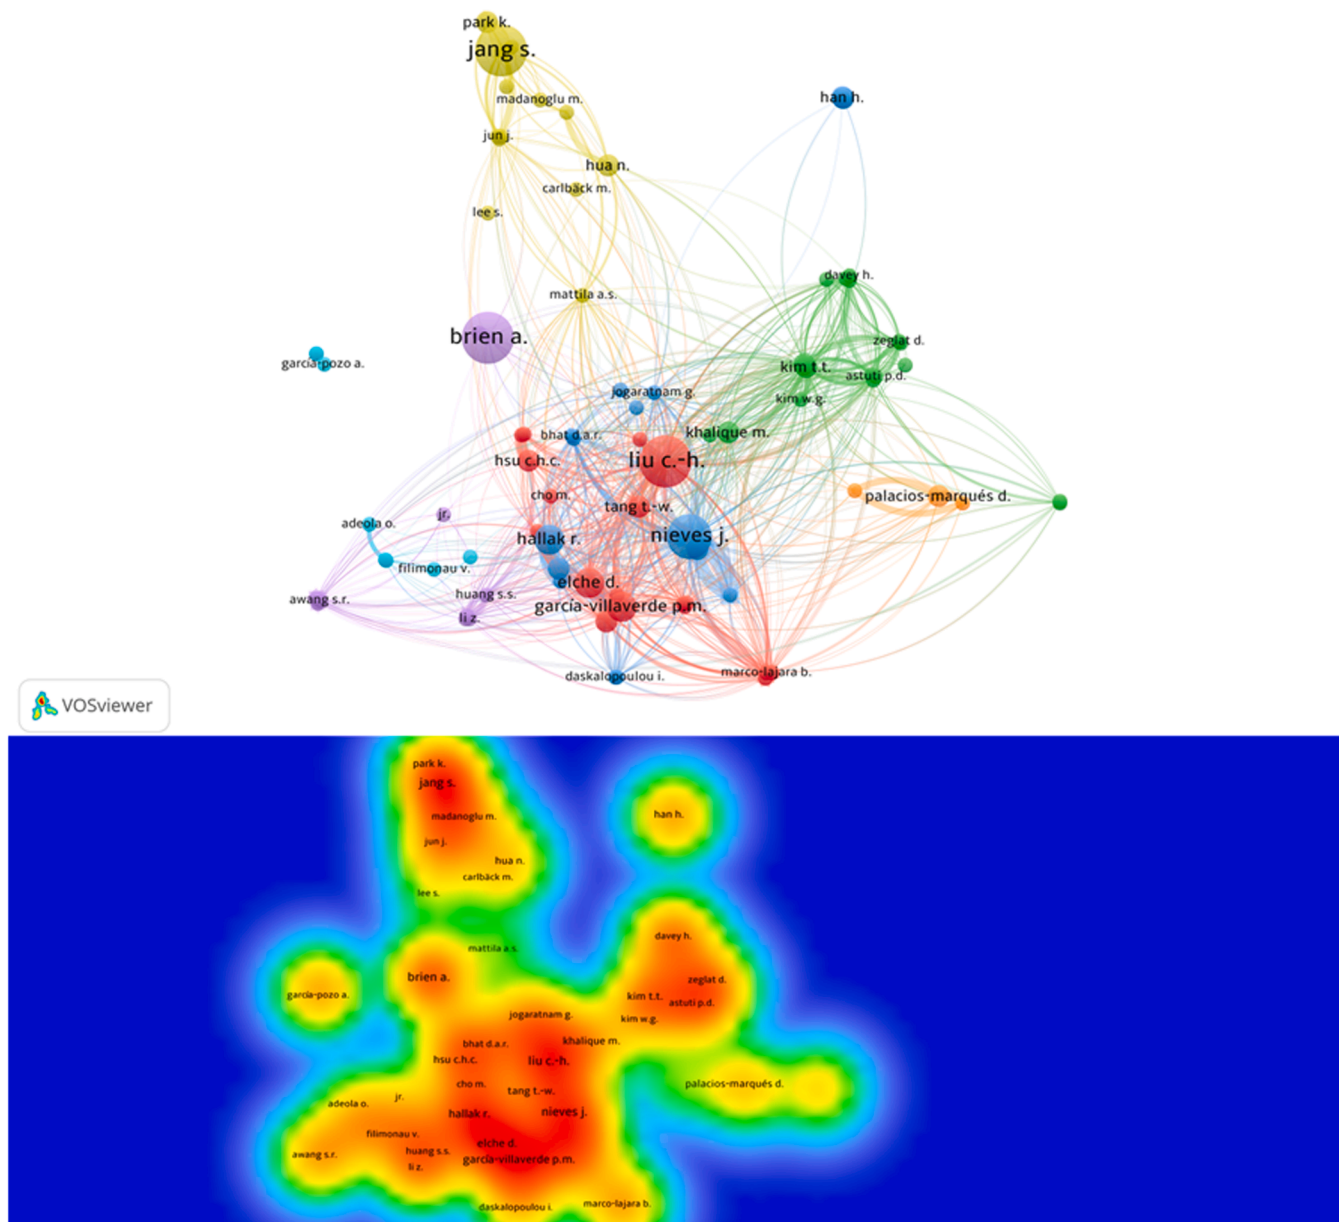 park k.
jang s.
madanoglu m.
han h.
jun j.
hua n.
carlbäck m.
lee s.
davey h.
mattila a.s.
brien a.
zeglat d.
garcía-pozo a.
kim t.t.
astuti p.d.
jogaratnam g.
kim w.g.
bhat d.a.r.
khalique m.
hsu c.h.c.
liu c.-h.
cho m.
palacios-marqués d.
tang t.-w.
jr.
adeola o.
hallak r.
nieves j.
filimonau v.
elche d.
huang s.s.
awang s.r.
garcía-villaverde p.m.
li z.
daskalopoulou i.
marco-lajara b.
VOSviewer
park k.
jang s.
madanoglu m.
han h.
jun j.
hua n.
carlbäck m.
lee s.
davey h.
mattila a.s.
brien a.
zeglat d.
garcía-pozo a.
kim t.t.
astuti p.d.
jogaratnam g.
kim w.g.
bhat d.a.r.
khalique m.
hsu c.h.c.
liu c.-h.
cho m.
palacios-marqués d.
tang t.-w.
jr.
adeola o.
hallak r.
nieves j.
filimonau v.
elche d.
huang s.s.
awang s.r.
garcía-villaverde p.m.
li z.
daskalopoulou i.
marco-lajara b.